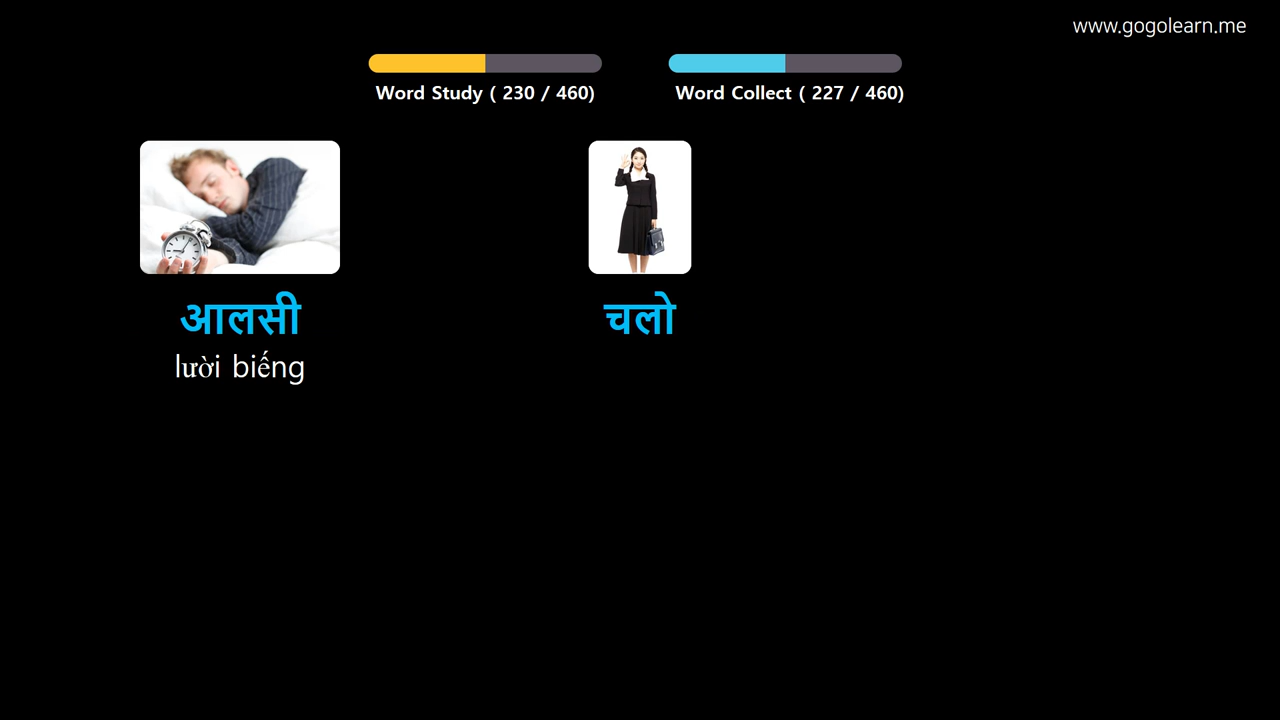 www.gogolearn.me
Word Study ( 230 / 460)
Word Collect ( 227 / 460)
आलसी
lười biếng
चलो